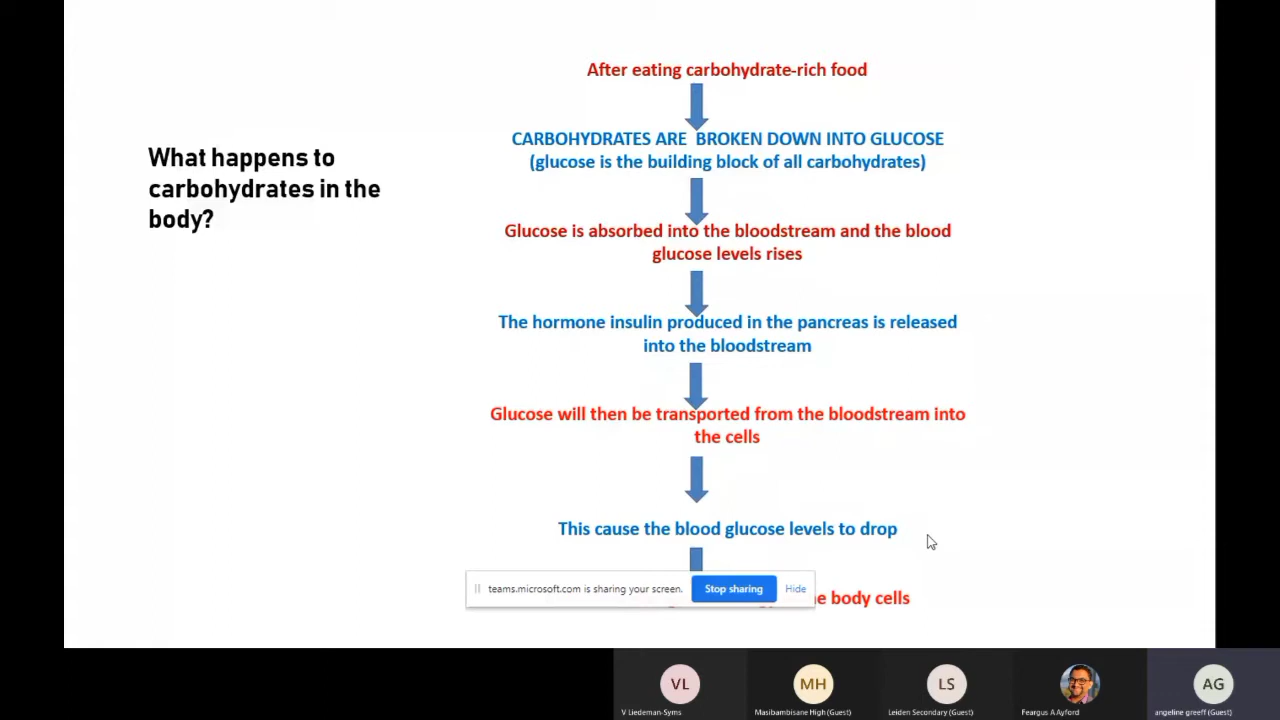 After eating carbohydrate-rich food
CARBOHYDRATES ARE BROKEN DOWN INTO GLUCOSE
(glucose is the building block of all carbohydrates)
What happens to
carbohydrates in the
body?
Glucose is absorbed into the bloodstream and the blood
glucose levels rises
The hormone insulin produced in the pancreas is released
into the bloodstream
Glucose will then be transported from the bloodstream into
the cells
This cause the blood glucose levels to drop
teams.microsoft.com is sharing your screen.
Stop sharing
Hide
body cells
VL
MH
LS
AG
V Liedeman-Syms
Masibambisane High (Guest)
Leiden Secondary (Guest)
Feargus A Ayford
angeline greeff (Guest)